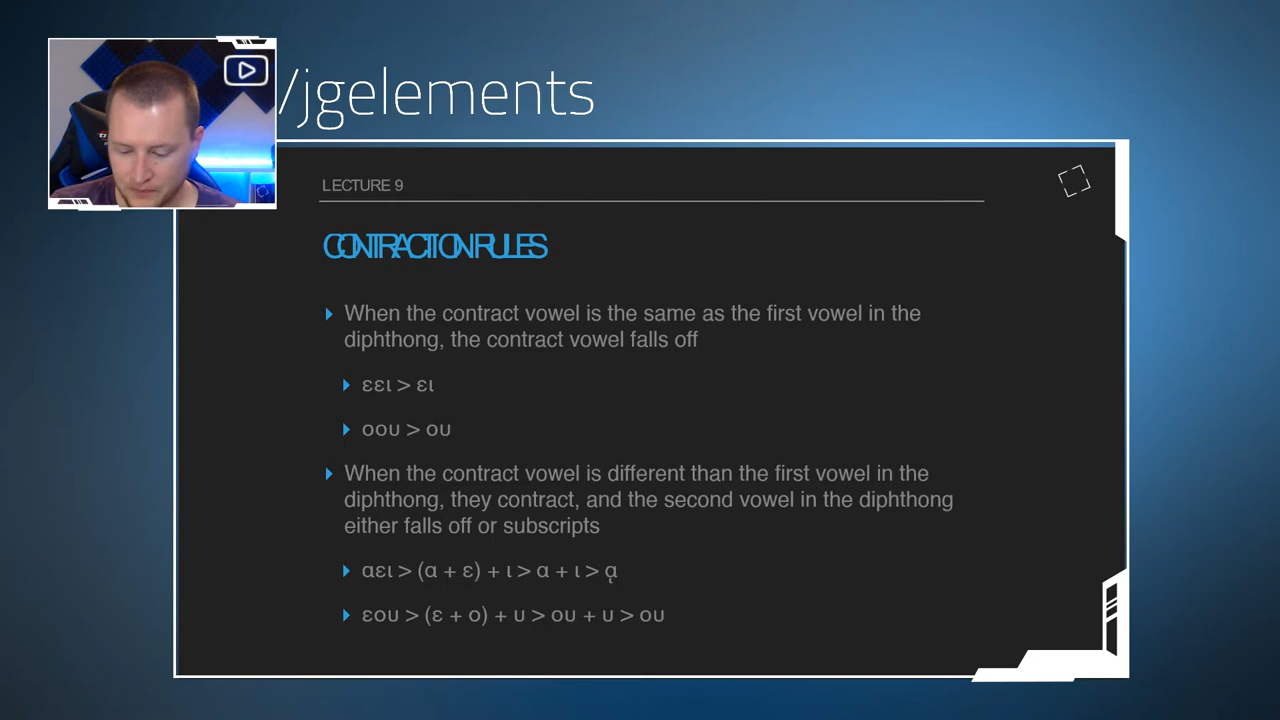 /jgelements
LECTURE 9
CONTRACTION RULES
When the contract vowel is the same as the first vowel in the
diphthong, the contract vowel falls off
εει > ει
οου > ου
When the contract vowel is different than the first vowel in the
diphthong, they contract, and the second vowel in the diphthong
either falls off or subscripts
αει > (α + ε) + ι > α + ι > ᾳ
εου > (ε + ο) + υ > ου + υ > ου